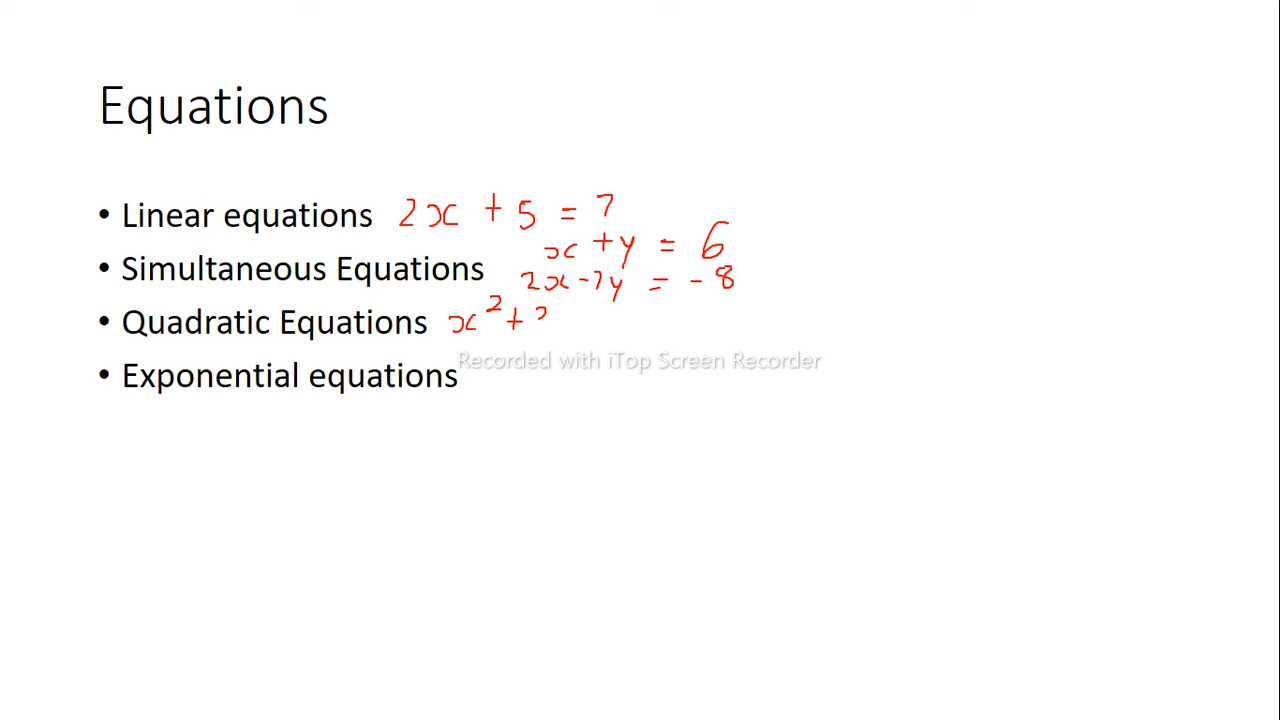 Equations
• Linear equations 2x + 5 = 7
x + y = 6
• Simultaneous Equations 2x - 7y = - 8
• Quadratic Equations x² +
Recorded with iTop Screen Recorder
• Exponential equations